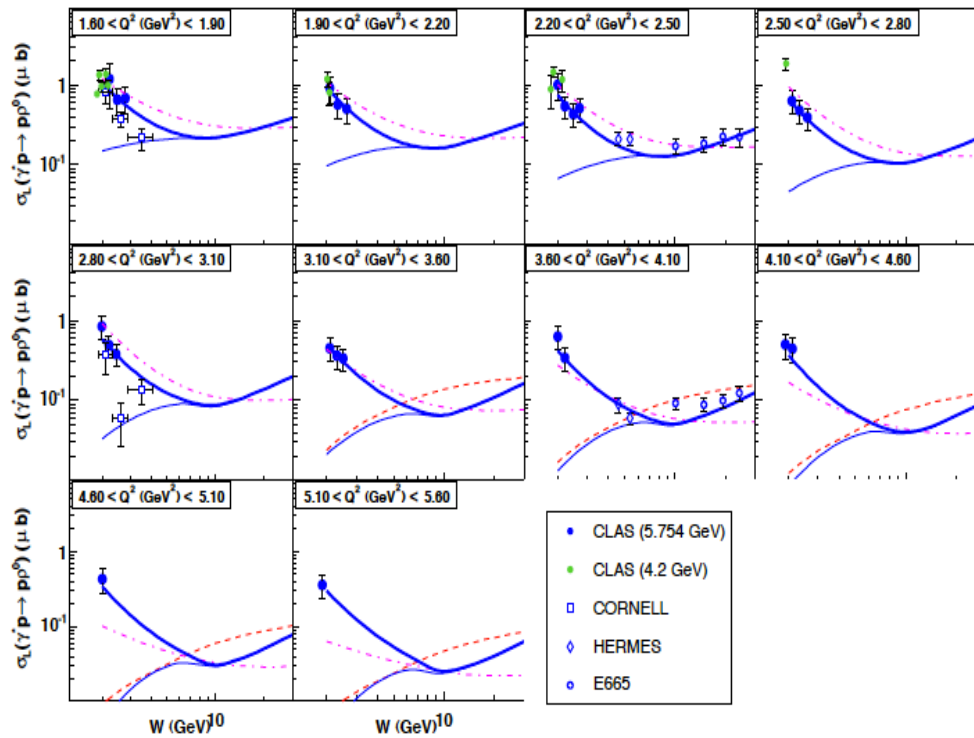 1.60 < Q² (GeV²) < 1.90
1.90 < Q² (GeV²) < 2.20
2.20 < Q² (GeV²) < 2.50
2.50 < Q² (GeV²) < 2.80
σL(γ*p→ pρ⁰) (μ b)
1
10⁻¹
2.80 < Q² (GeV²) < 3.10
3.10 < Q² (GeV²) < 3.60
3.60 < Q² (GeV²) < 4.10
4.10 < Q² (GeV²) < 4.60
σL(γ*p→ pρ⁰) (μ b)
1
10⁻¹
4.60 < Q² (GeV²) < 5.10
5.10 < Q² (GeV²) < 5.60
σL(γ*p→ pρ⁰) (μ b)
1
10⁻¹
CLAS (5.754 GeV)
CLAS (4.2 GeV)
CORNELL
HERMES
E665
W (GeV) 10
W (GeV) 10